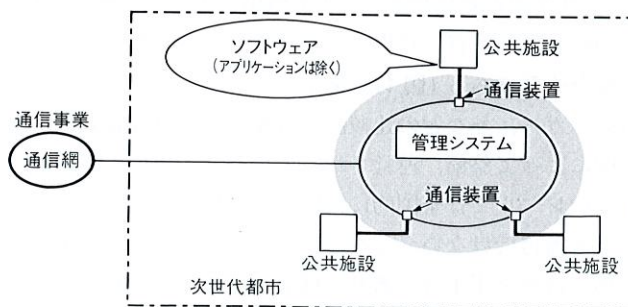 ソフトウェア
(アプリケーションは除く)
公共施設
通信装置
通信事業
通信網
管理システム
通信装置
公共施設
公共施設
次世代都市